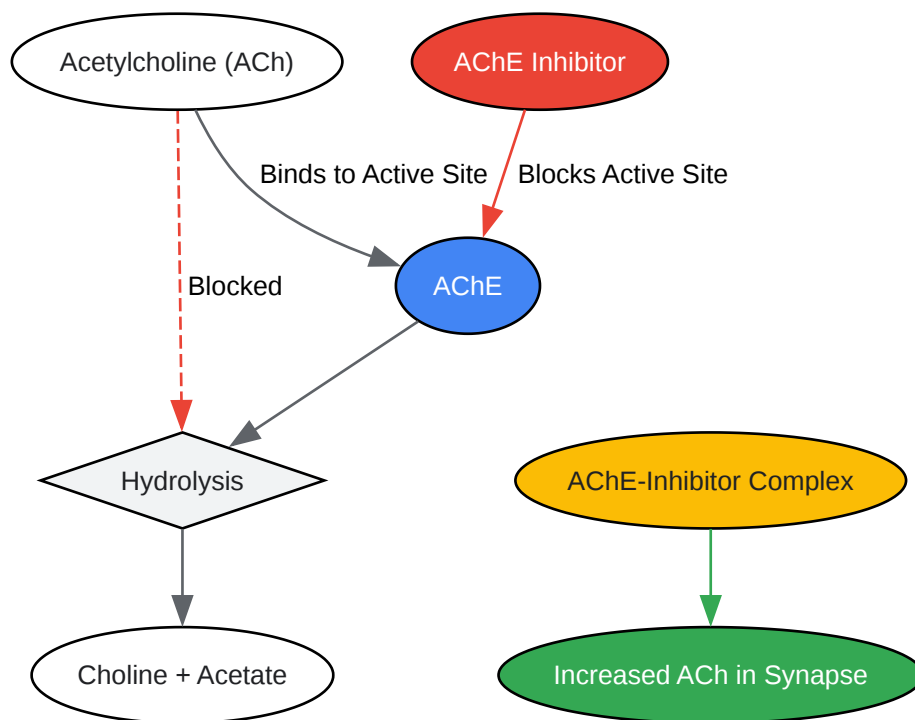 Acetylcholine (ACh)
AChE Inhibitor
Binds to Active Site
Blocks Active Site
Blocked
AChE
Hydrolysis
AChE-Inhibitor Complex
Choline + Acetate
Increased ACh in Synapse